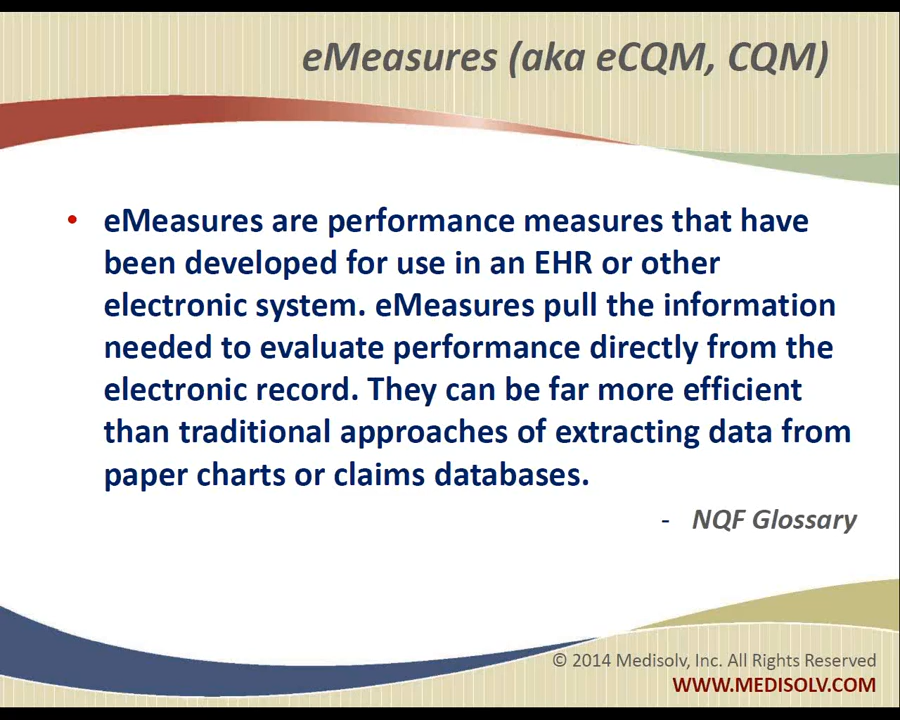 eMeasures (aka eCQM, CQM)
• eMeasures are performance measures that have
been developed for use in an EHR or other
electronic system. eMeasures pull the information
needed to evaluate performance directly from the
electronic record. They can be far more efficient
than traditional approaches of extracting data from
paper charts or claims databases.
- NQF Glossary
© 2014 Medisolv, Inc. All Rights Reserved
WWW.MEDISOLV.COM